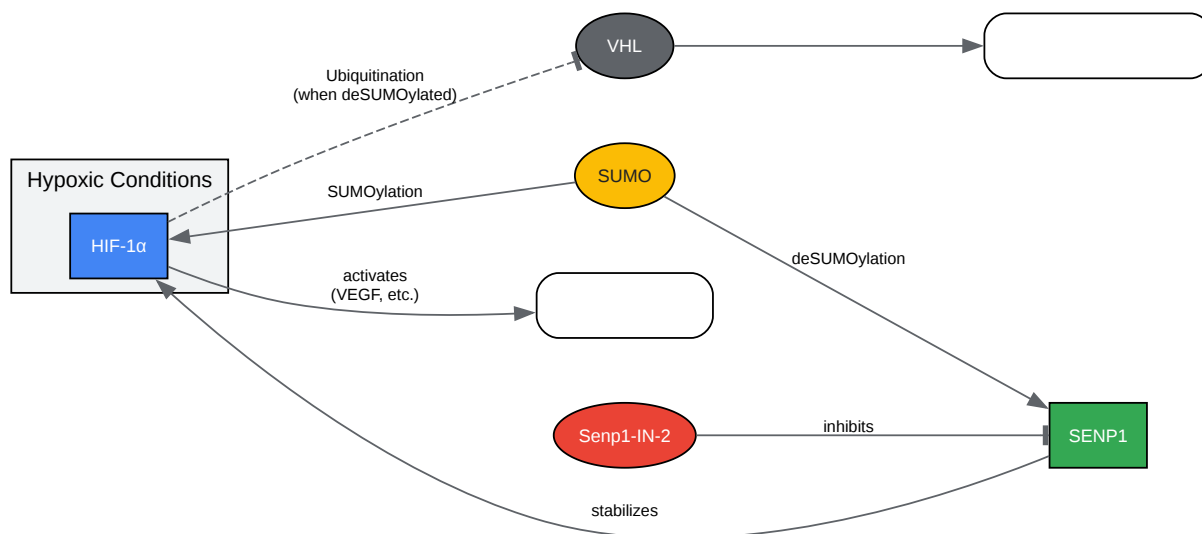 VHL
Ubiquitination
(when deSUMOylated)
Hypoxic Conditions
SUMO
SUMOylation
HIF-1α
deSUMOylation
activates
(VEGF, etc.)
Senp1-IN-2
inhibits
SENP1
stabilizes